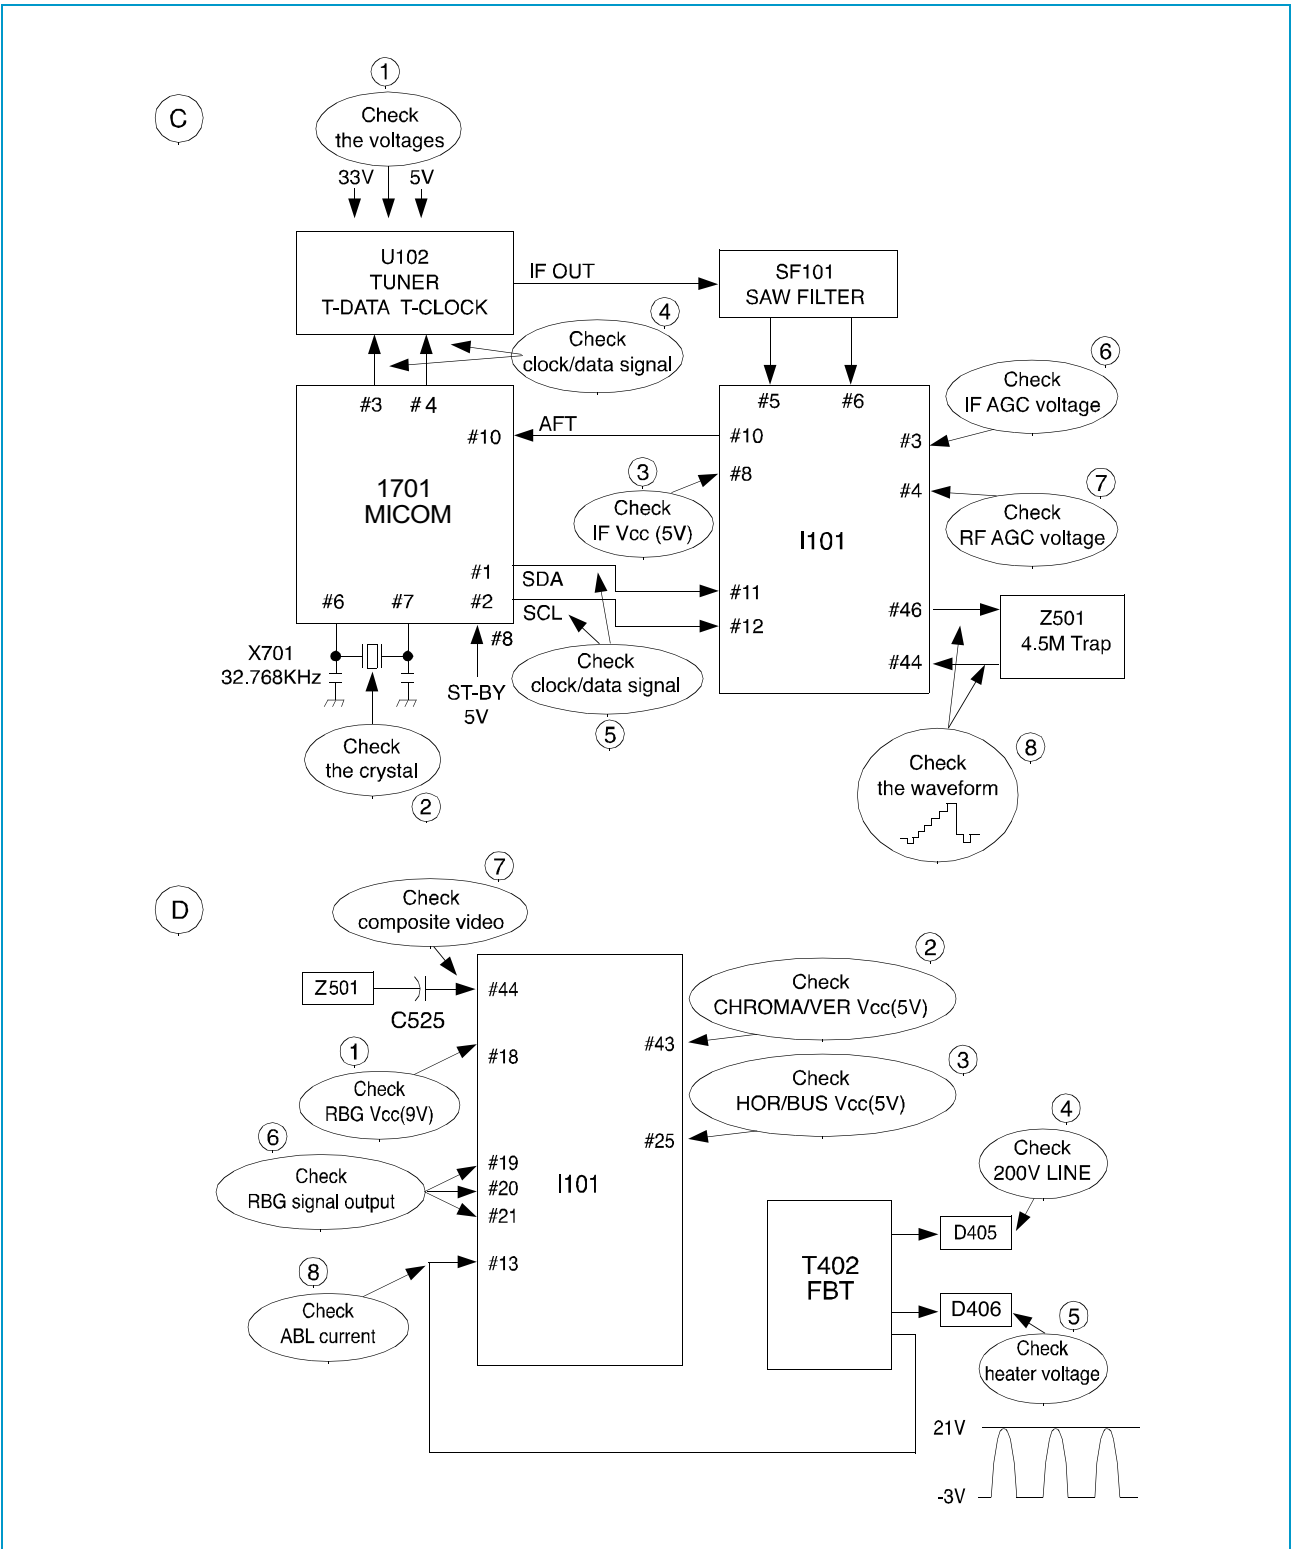 1
C
Check
the voltages
33V
5V
U102
TUNER
T-DATA T-CLOCK
IF OUT
SF101
SAW FILTER
4
Check
clock/data signal
6
Check
IF AGC voltage
#3
#4
#5
#6
#10
AFT
#10
#3
3
#8
7
1701
MICOM
Check
IF Vcc (5V)
#4
Check
RF AGC voltage
I101
#1
SDA
#11
#6
#7
#2
SCL
#12
#46
Z501
4.5M Trap
#8
#44
X701
32.768KHz
Check
clock/data signal
ST-BY
5V
5
Check
the crystal
2
8
Check
the waveform
7
D
Check
composite video
2
Z501
C525
#44
Check
CHROMA/VER Vcc(5V)
1
#18
#43
3
Check
RBG Vcc(9V)
Check
HOR/BUS Vcc(5V)
4
6
#25
Check
200V LINE
Check
RBG signal output
#19
#20
#21
I101
D405
8
#13
T402
FBT
Check
ABL current
D406
5
Check
heater voltage
21V
-3V